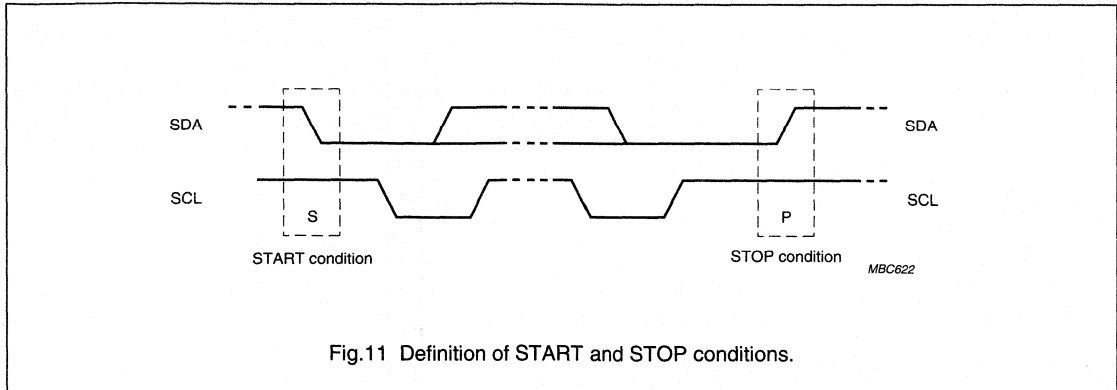 SDA
SDA
SCL
SCL
S
P
START condition
STOP condition
MBC622
Fig.11 Definition of START and STOP conditions.